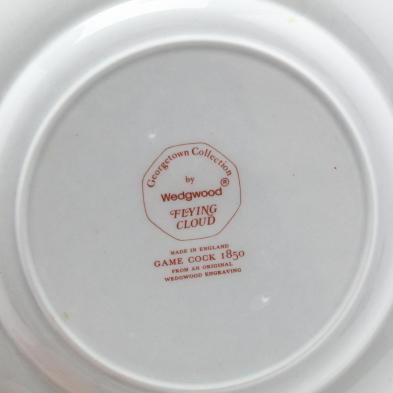 Georgetown Collection
by
Wedgwood®
FLYING
CLOUD
MADE IN ENGLAND
GAME COCK 1850
FROM AN ORIGINAL
WEDGWOOD ENGRAVING